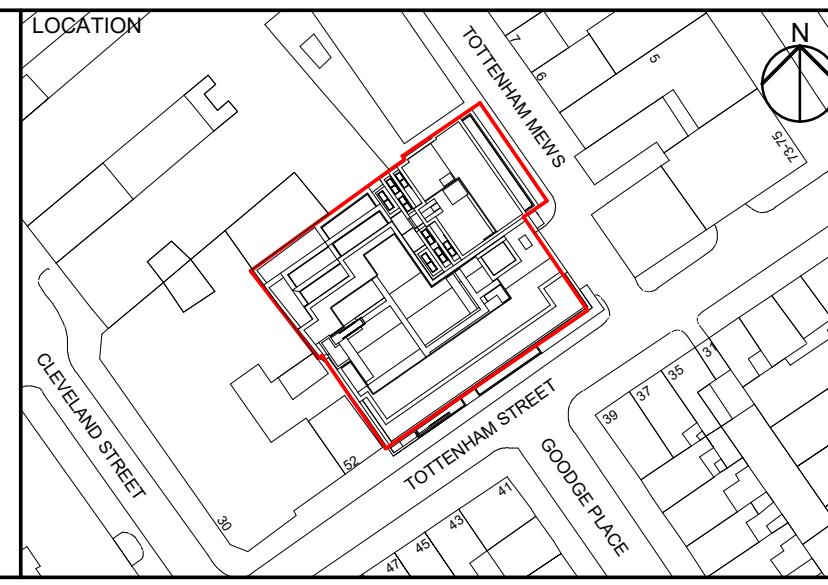 LOCATION
N
TOTTENHAM MEWS
7
6
5
73-75
CLEVELAND STREET
TOTTENHAM STREET
GOODGE PLACE
31
35
37
39
52
30
41
43
45
47